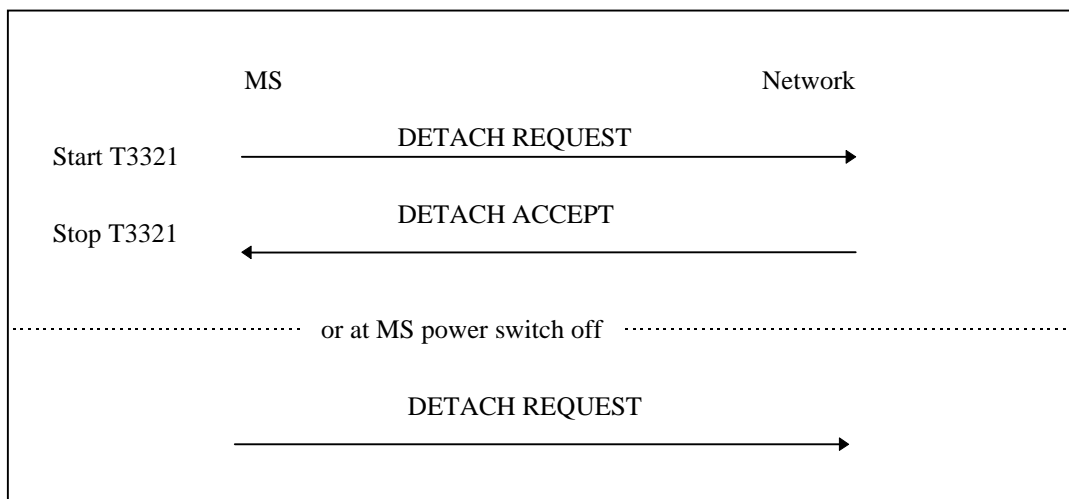 MS Network
Start T3321 DETACH REQUEST
Stop T3321 DETACH ACCEPT
or at MS power switch off
DETACH REQUEST